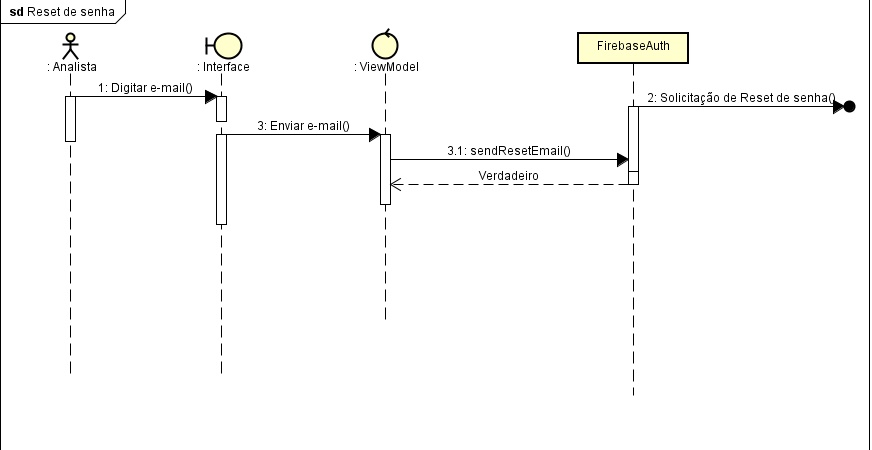 sd Reset de senha
: Analista
: Interface
: ViewModel
FirebaseAuth
1: Digitar e-mail()
2: Solicitação de Reset de senha()
3: Enviar e-mail()
3.1: sendResetEmail()
Verdadeiro